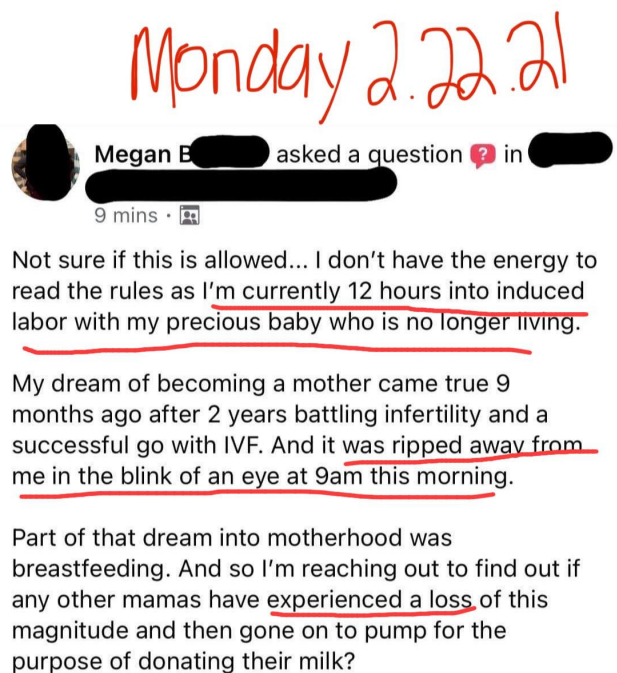 Monday 2.22.21
Megan B asked a question in
9 mins ·
Not sure if this is allowed... I don't have the energy to
read the rules as I'm currently 12 hours into induced
labor with my precious baby who is no longer living.
My dream of becoming a mother came true 9
months ago after 2 years battling infertility and a
successful go with IVF. And it was ripped away from
me in the blink of an eye at 9am this morning.
Part of that dream into motherhood was
breastfeeding. And so I'm reaching out to find out if
any other mamas have experienced a loss of this
magnitude and then gone on to pump for the
purpose of donating their milk?